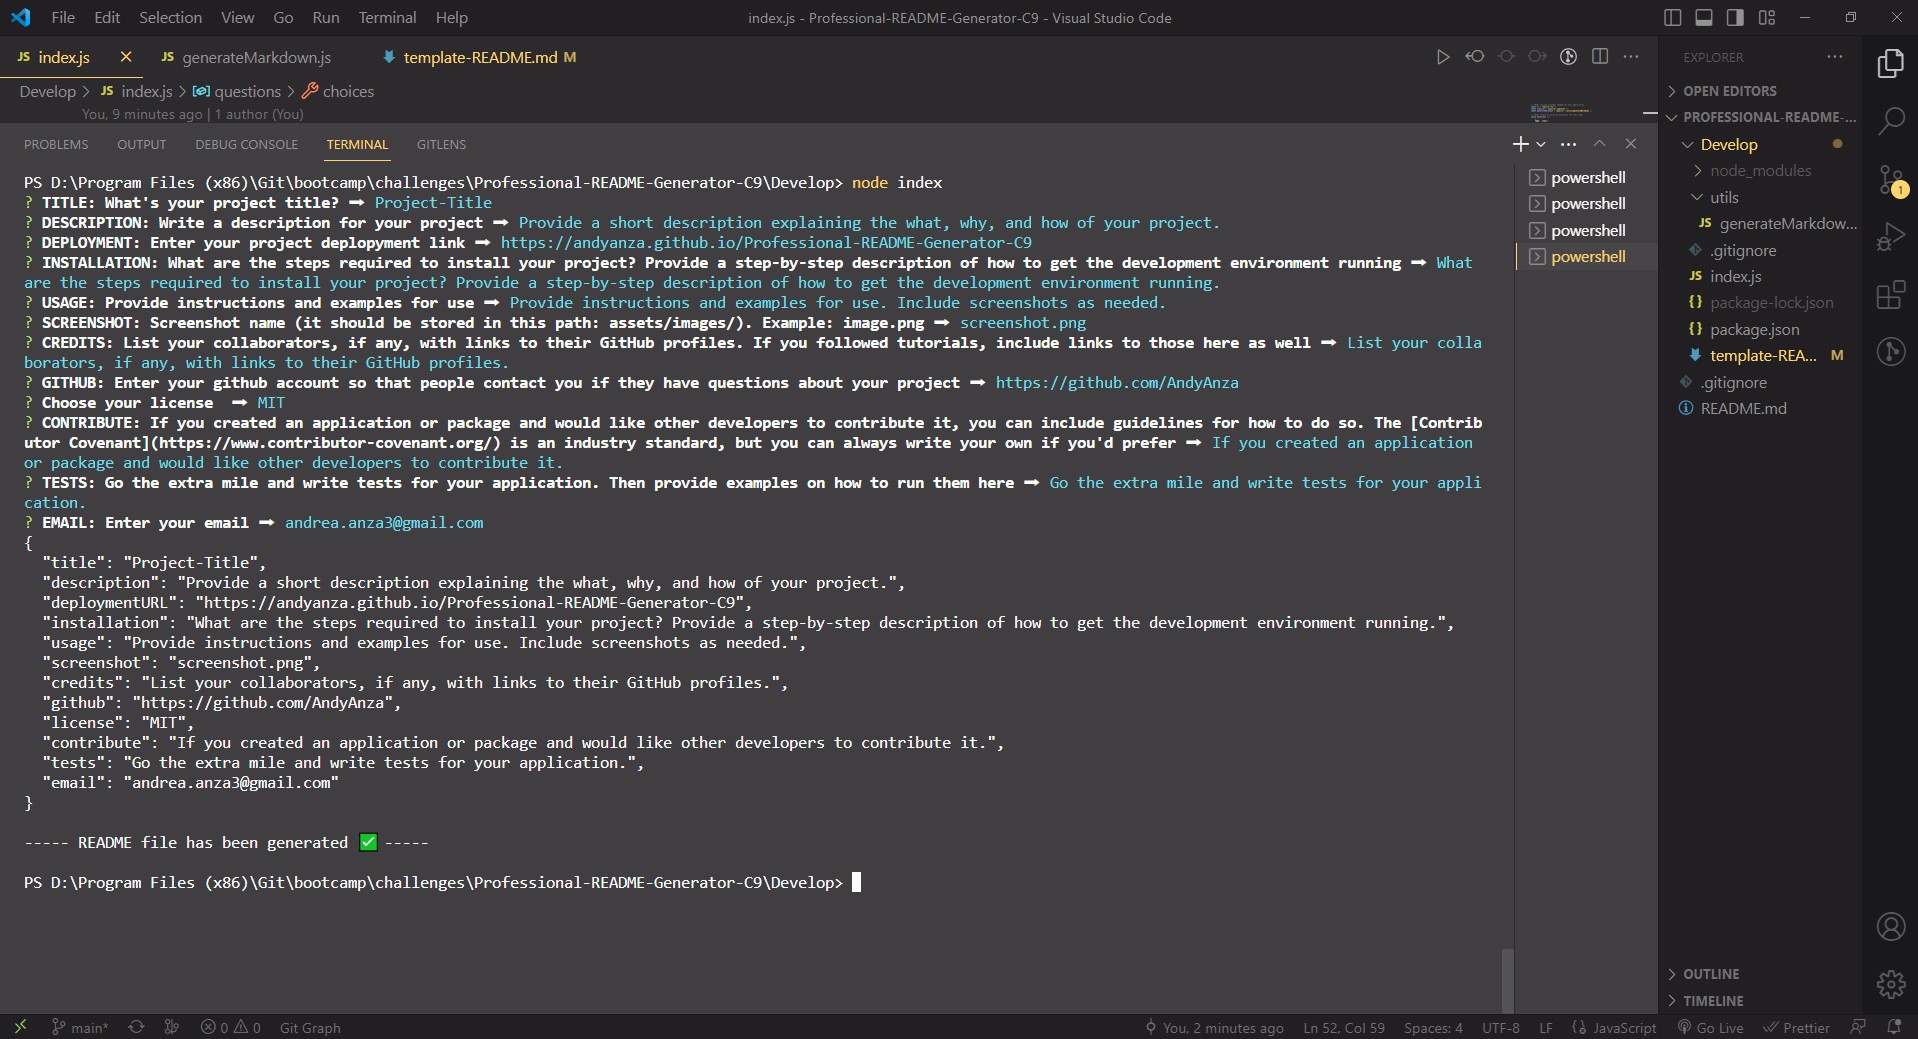 File Edit Selection View Go Run Terminal Help
index.js - Professional-README-Generator-C9 - Visual Studio Code
JS index.js JS generateMarkdown.js template-README.md M
Develop > JS index.js > questions > choices
You, 9 minutes ago | 1 author (You)
PROBLEMS OUTPUT DEBUG CONSOLE TERMINAL GITLENS
PS D:\Program Files (x86)\Git\bootcamp\challenges\Professional-README-Generator-C9\Develop> node index
? TITLE: What's your project title? ➞ Project-Title
? DESCRIPTION: Write a description for your project ➞ Provide a short description explaining the what, why, and how of your project.
? DEPLOYMENT: Enter your project deplopyment link ➞ https://andyanza.github.io/Professional-README-Generator-C9
? INSTALLATION: What are the steps required to install your project? Provide a step-by-step description of how to get the development environment running ➞ What
are the steps required to install your project? Provide a step-by-step description of how to get the development environment running.
? USAGE: Provide instructions and examples for use ➞ Provide instructions and examples for use. Include screenshots as needed.
? SCREENSHOT: Screenshot name (it should be stored in this path: assets/images/). Example: image.png ➞ screenshot.png
? CREDITS: List your collaborators, if any, with links to their GitHub profiles. If you followed tutorials, include links to those here as well ➞ List your colla
borators, if any, with links to their GitHub profiles.
? GITHUB: Enter your github account so that people contact you if they have questions about your project ➞ https://github.com/AndyAnza
? Choose your license ➞ MIT
? CONTRIBUTE: If you created an application or package and would like other developers to contribute it, you can include guidelines for how to do so. The [Contrib
utor Covenant](https://www.contributor-covenant.org/) is an industry standard, but you can always write your own if you'd prefer ➞ If you created an application
or package and would like other developers to contribute it.
? TESTS: Go the extra mile and write tests for your application. Then provide examples on how to run them here ➞ Go the extra mile and write tests for your appli
cation.
? EMAIL: Enter your email ➞ andrea.anza3@gmail.com
{
"title": "Project-Title",
"description": "Provide a short description explaining the what, why, and how of your project.",
"deploymentURL": "https://andyanza.github.io/Professional-README-Generator-C9",
"installation": "What are the steps required to install your project? Provide a step-by-step description of how to get the development environment running.",
"usage": "Provide instructions and examples for use. Include screenshots as needed.",
"screenshot": "screenshot.png",
"credits": "List your collaborators, if any, with links to their GitHub profiles.",
"github": "https://github.com/AndyAnza",
"license": "MIT",
"contribute": "If you created an application or package and would like other developers to contribute it.",
"tests": "Go the extra mile and write tests for your application.",
"email": "andrea.anza3@gmail.com"
}
----- README file has been generated ✅ -----
PS D:\Program Files (x86)\Git\bootcamp\challenges\Professional-README-Generator-C9\Develop>
powershell
powershell
powershell
powershell
EXPLORER
OPEN EDITORS
PROFESSIONAL-README-...
Develop
node_modules
utils
JS generateMarkdow...
.gitignore
JS index.js
{} package-lock.json
{} package.json
template-REA... M
.gitignore
README.md
OUTLINE
TIMELINE
1
main* 0 0 Git Graph
You, 2 minutes ago Ln 52, Col 59 Spaces: 4 UTF-8 LF JavaScript Go Live Prettier